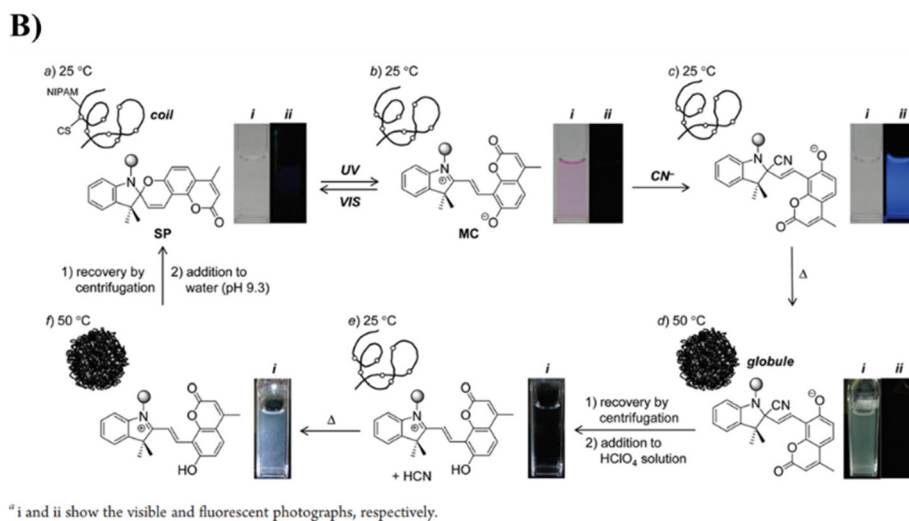 B)
a) 25 °C
NIPAM
CS
coil
i ii
N
O
O
O
SP
UV
VIS
b) 25 °C
i ii
N
+
O
O
O
⊖
MC
CN⁻
c) 25 °C
i ii
N
CN
O
⊖
O
O
Δ
1) recovery by centrifugation
2) addition to water (pH 9.3)
f) 50 °C
i
N
+
O
O
HO
Δ
e) 25 °C
i
N
+
O
O
HO
+ HCN
1) recovery by centrifugation
2) addition to HClO₄ solution
d) 50 °C
globule
i ii
N
CN
O
⊖
O
O
ᵃ i and ii show the visible and fluorescent photographs, respectively.